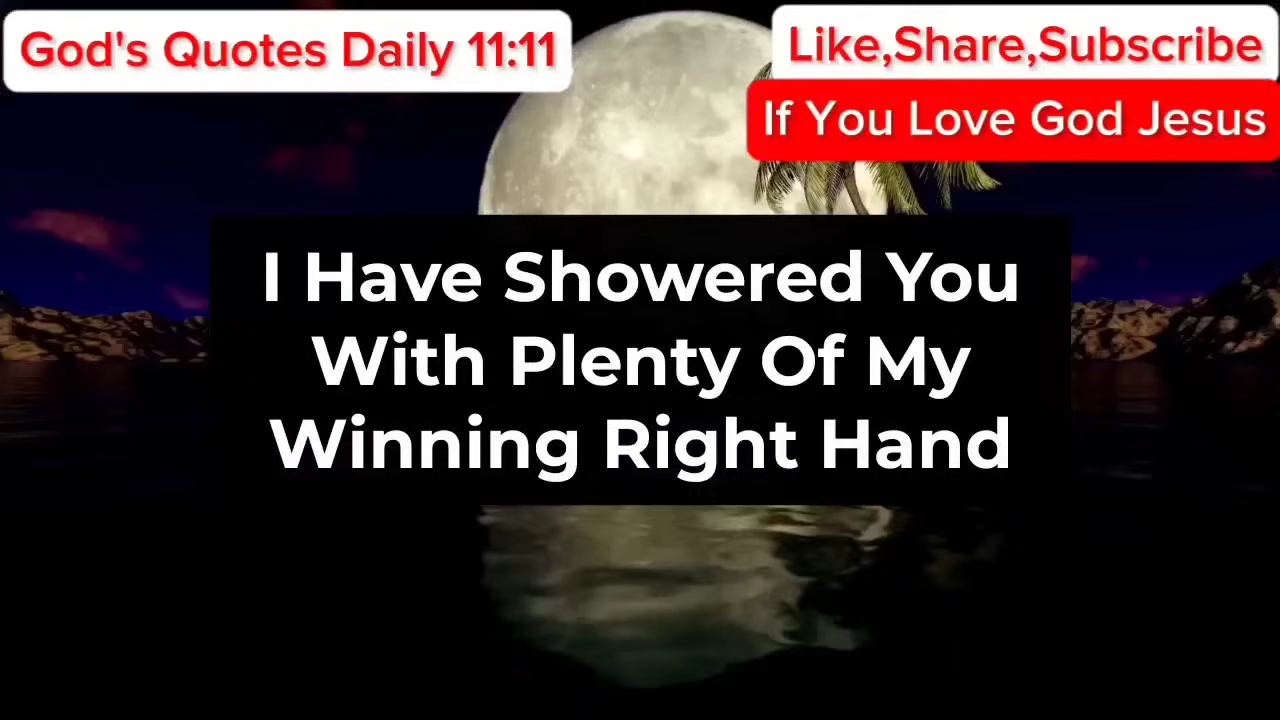 God's Quotes Daily 11:11
Like,Share,Subscribe
If You Love God Jesus
I Have Showered You
With Plenty Of My
Winning Right Hand